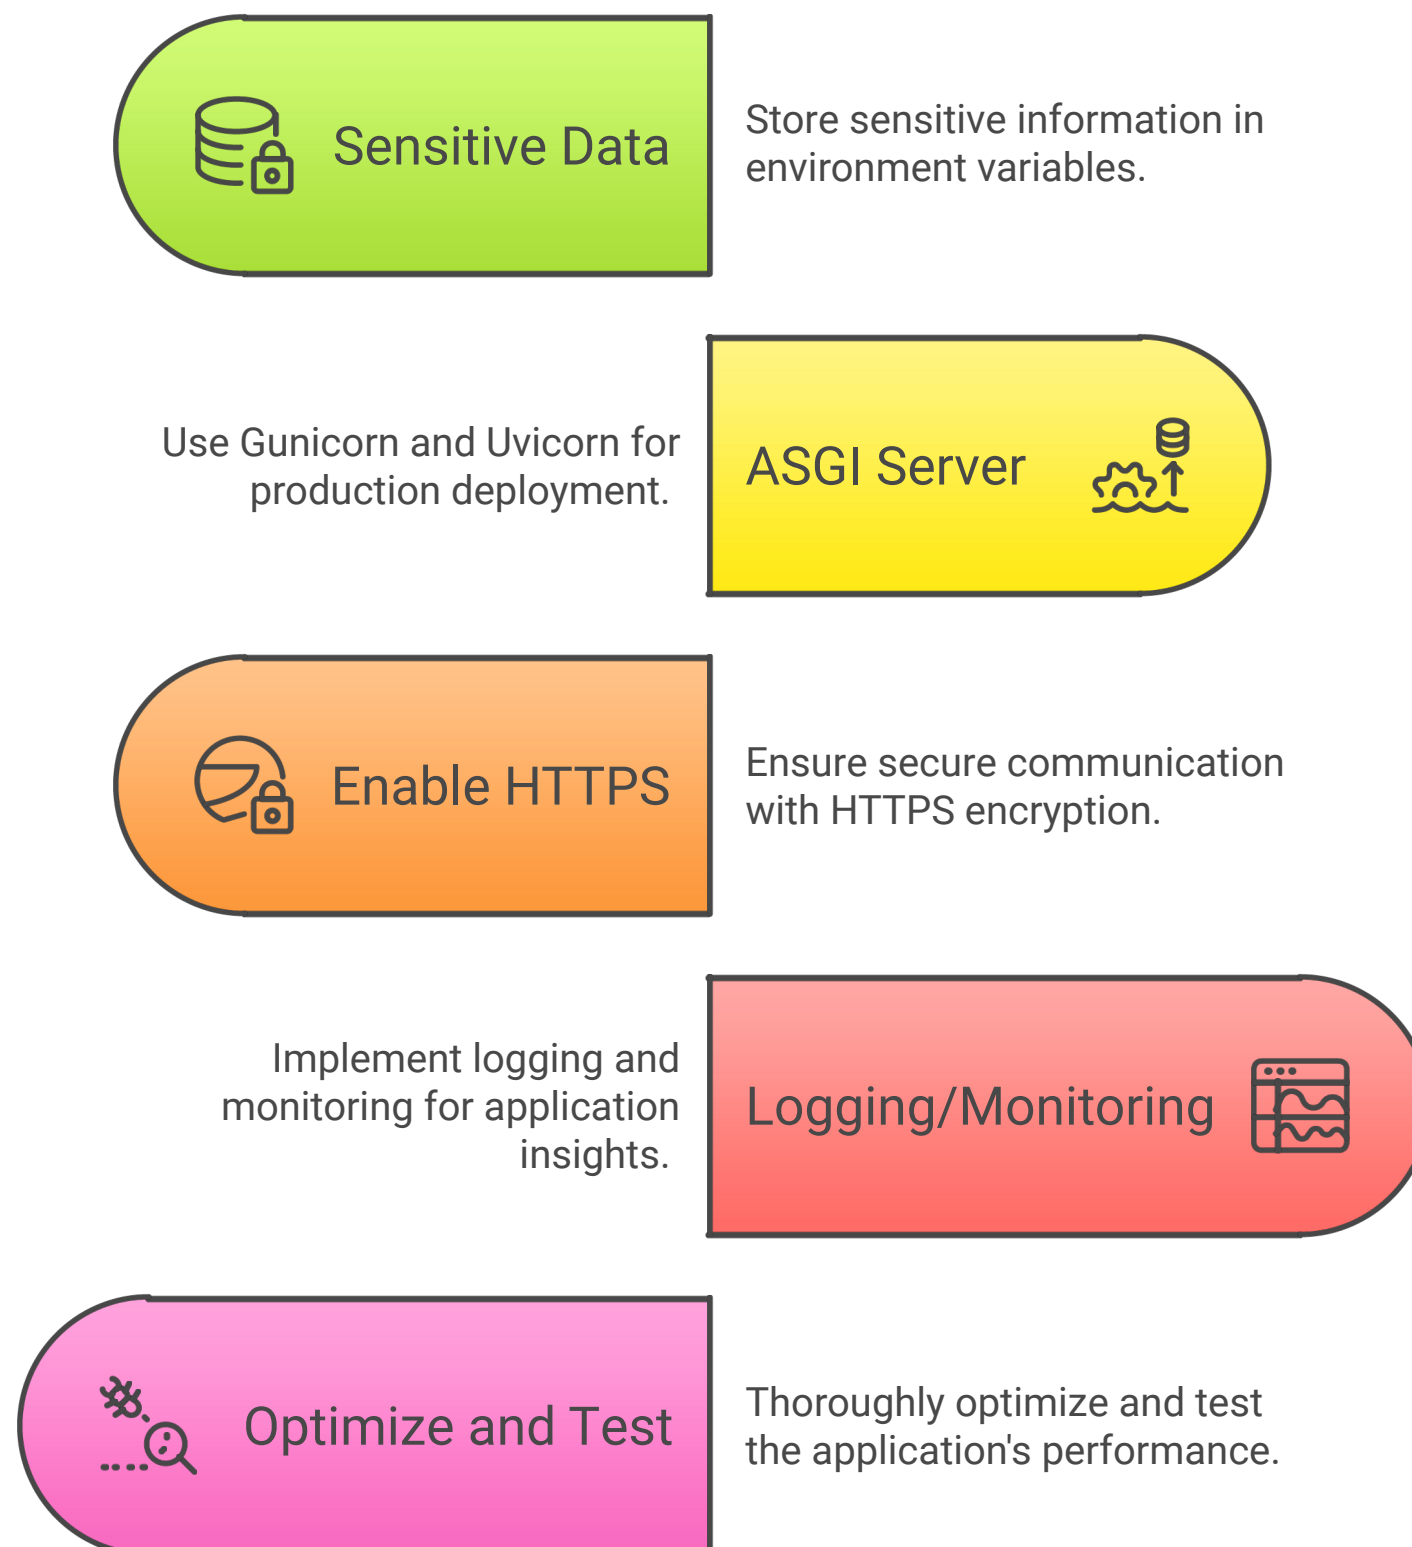 Sensitive Data
Store sensitive information in
environment variables.
Use Gunicorn and Uvicorn for
production deployment.
ASGI Server
Enable HTTPS
Ensure secure communication
with HTTPS encryption.
Implement logging and
monitoring for application
insights.
Logging/Monitoring
Optimize and Test
Thoroughly optimize and test
the application's performance.